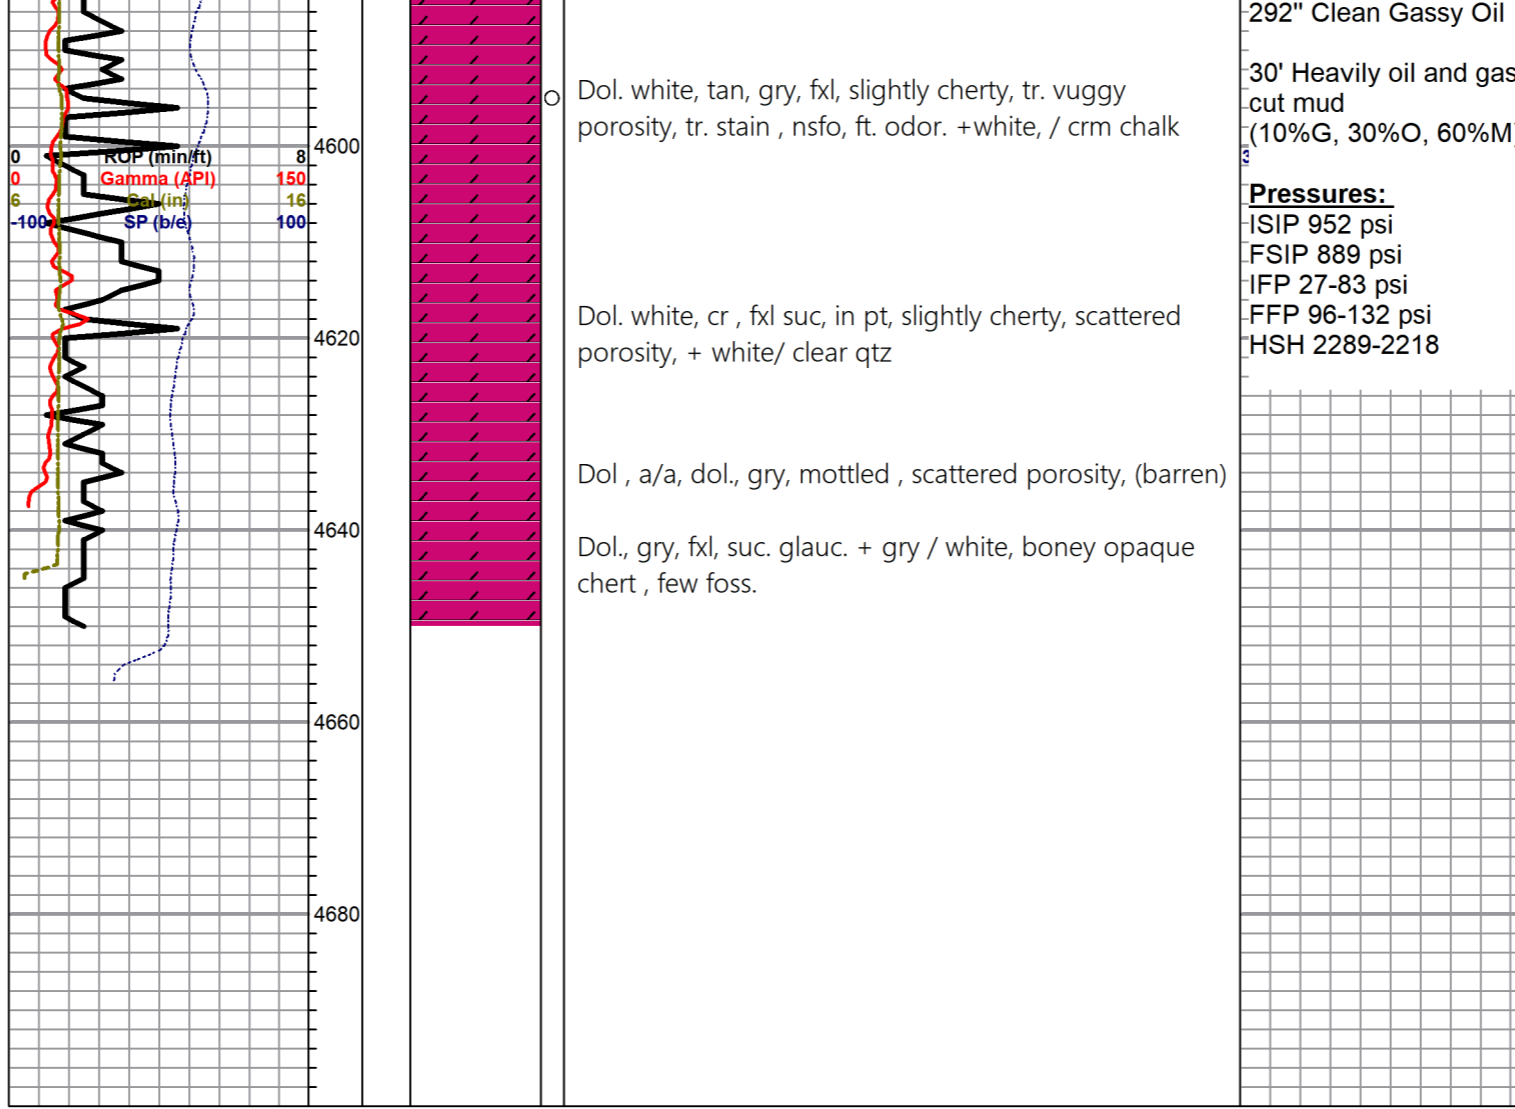 292" Clean Gassy Oil
30' Heavily oil and gas
cut mud
(10%G, 30%O, 60%M)
3
Pressures:
ISIP 952 psi
FSIP 889 psi
IFP 27-83 psi
FFP 96-132 psi
HSH 2289-2218
Dol. white, tan, gry, fxl, slightly cherty, tr. vuggy
porosity, tr. stain , nsfo, ft. odor. +white, / crm chalk
4600
0 ROP (min/ft) 8
0 Gamma (API) 150
6 Cal (in) 16
-100 SP (b/e) 100
Dol. white, cr , fxl suc, in pt, slightly cherty, scattered
porosity, + white/ clear qtz
4620
Dol , a/a, dol., gry, mottled , scattered porosity, (barren)
4640
Dol., gry, fxl, suc. glauc. + gry / white, boney opaque
chert , few foss.
4660
4680